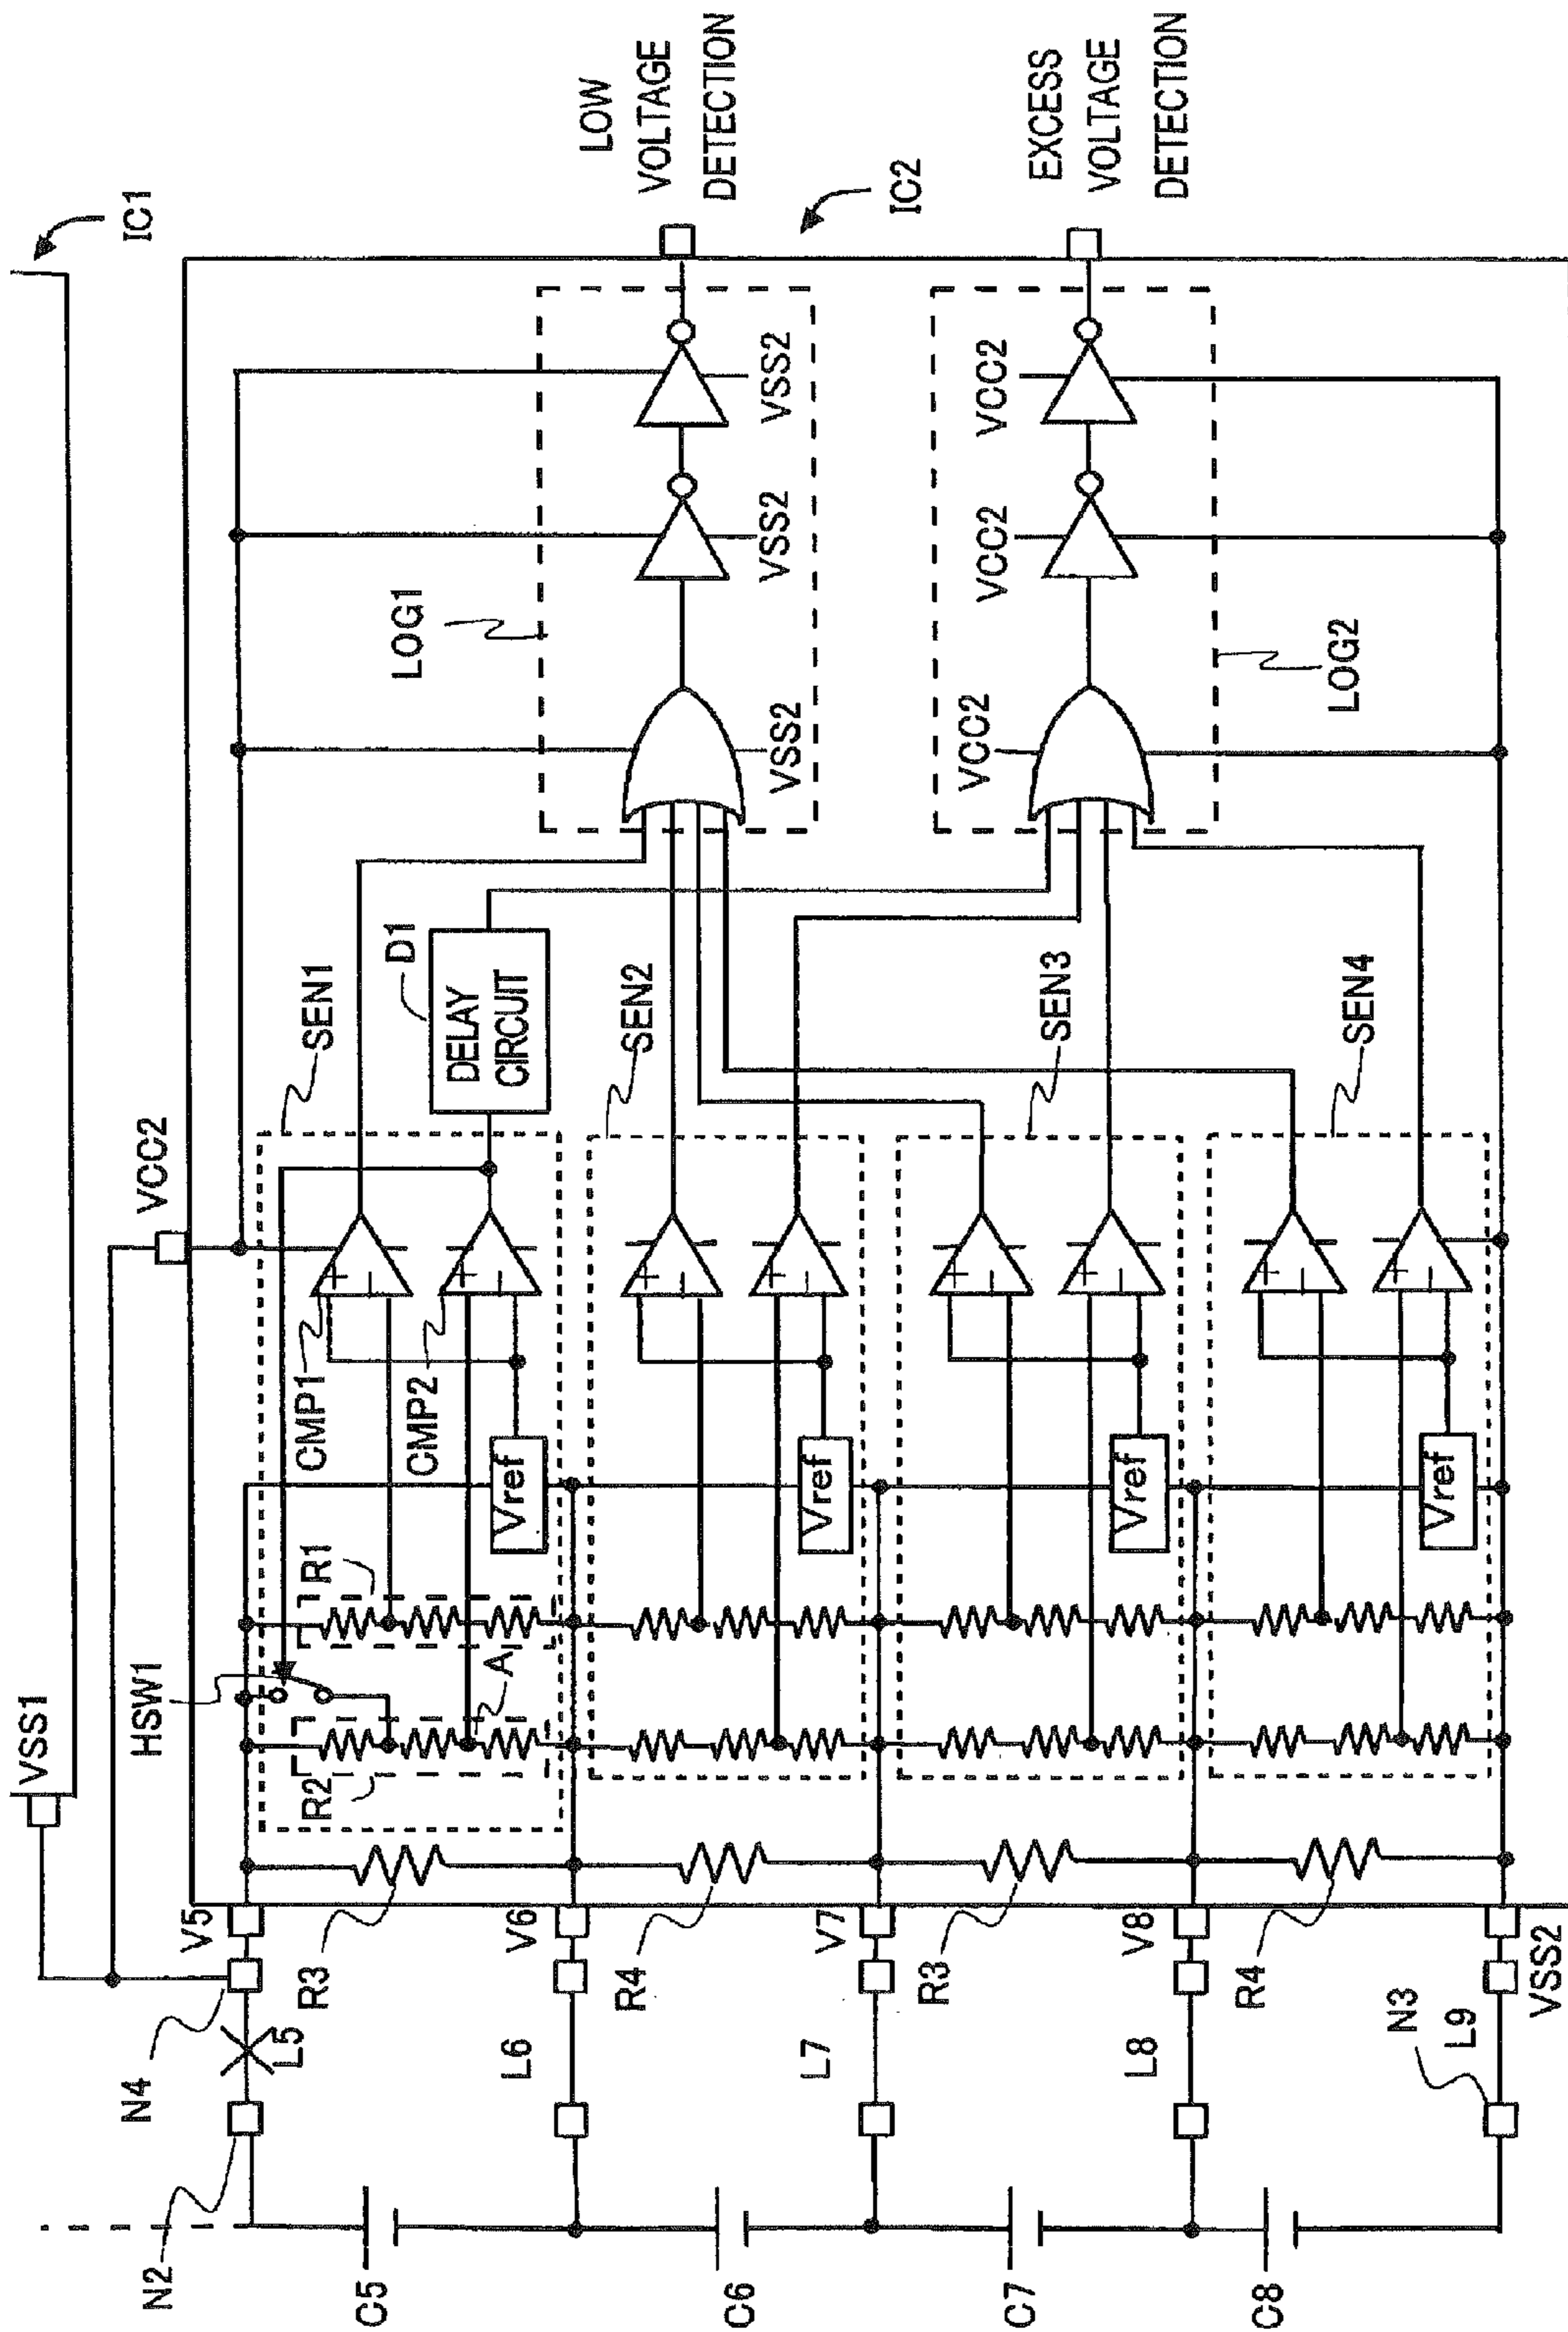 IC1
VSS1
VCC2
LOW
VOLTAGE
DETECTION
IC2
EXCESS
VOLTAGE
DETECTION
HSW1
R1
R2
A
CMP1
CMP2
Vref
SEN1
D1
DELAY
CIRCUIT
LOG1
VSS2
VSS2
VSS2
N2
N4
L5
V5
R3
C5
L6
V6
R4
Vref
SEN2
VCC2
VCC2
VCC2
LOG2
C6
L7
V7
R3
Vref
SEN3
C7
L8
V8
R4
Vref
SEN4
C8
N3
L9
VSS2
+
−
+
−
+
−
+
−
+
−
+
−
+
−
+
−